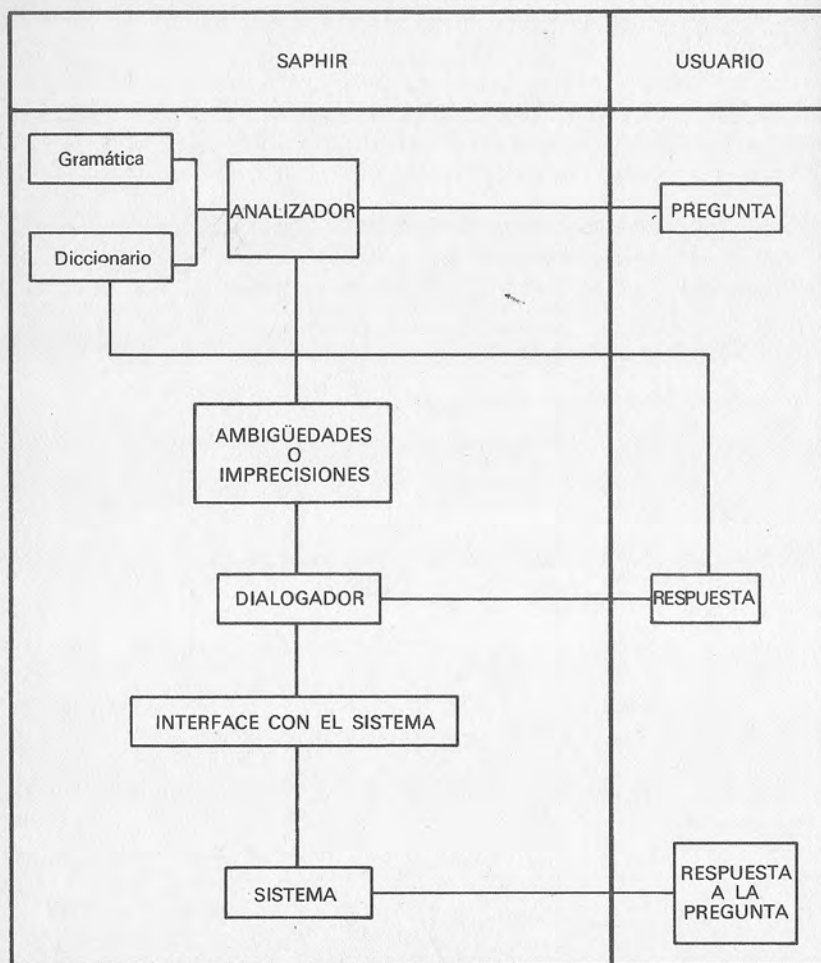 SAPHIR
USUARIO
Gramática
ANALIZADOR
PREGUNTA
Diccionario
AMBIGÜEDADES
O
IMPRECISIONES
DIALOGADOR
RESPUESTA
INTERFACE CON EL SISTEMA
SISTEMA
RESPUESTA
A LA
PREGUNTA